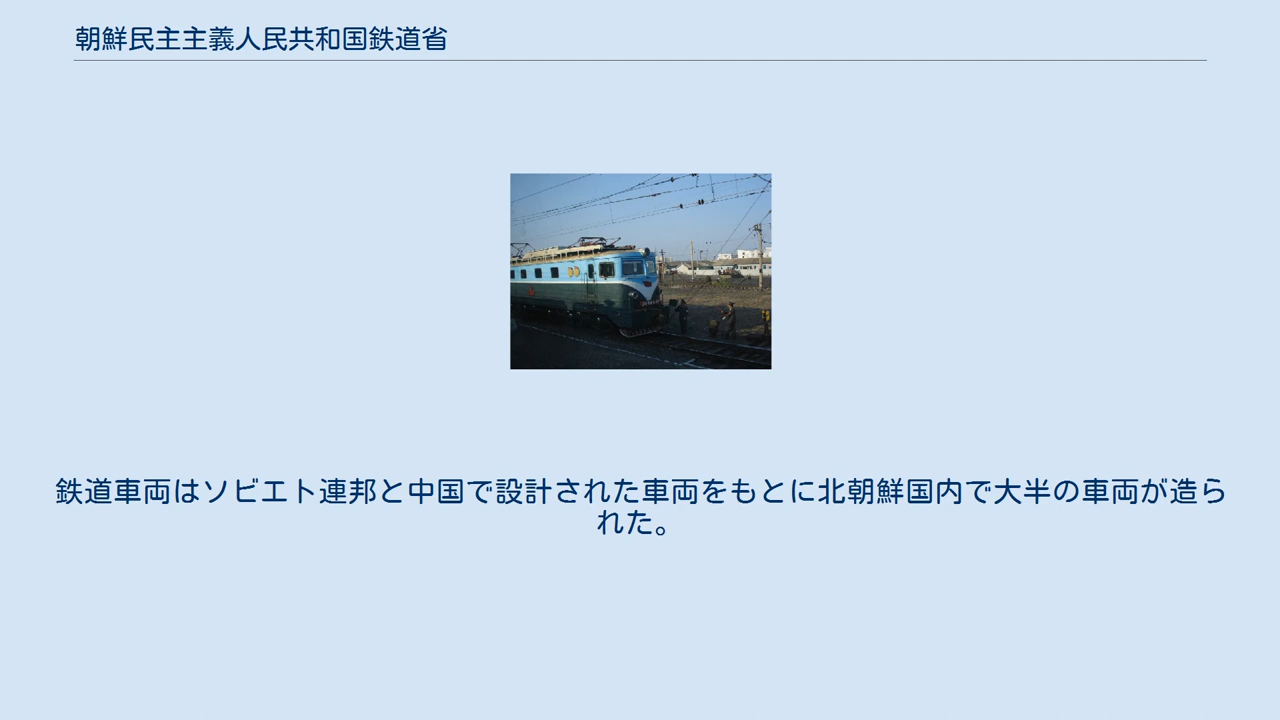 朝鮮民主主義人民共和国鉄道省
鉄道車両はソビエト連邦と中国で設計された車両をもとに北朝鮮国内で大半の車両が造ら
れた。